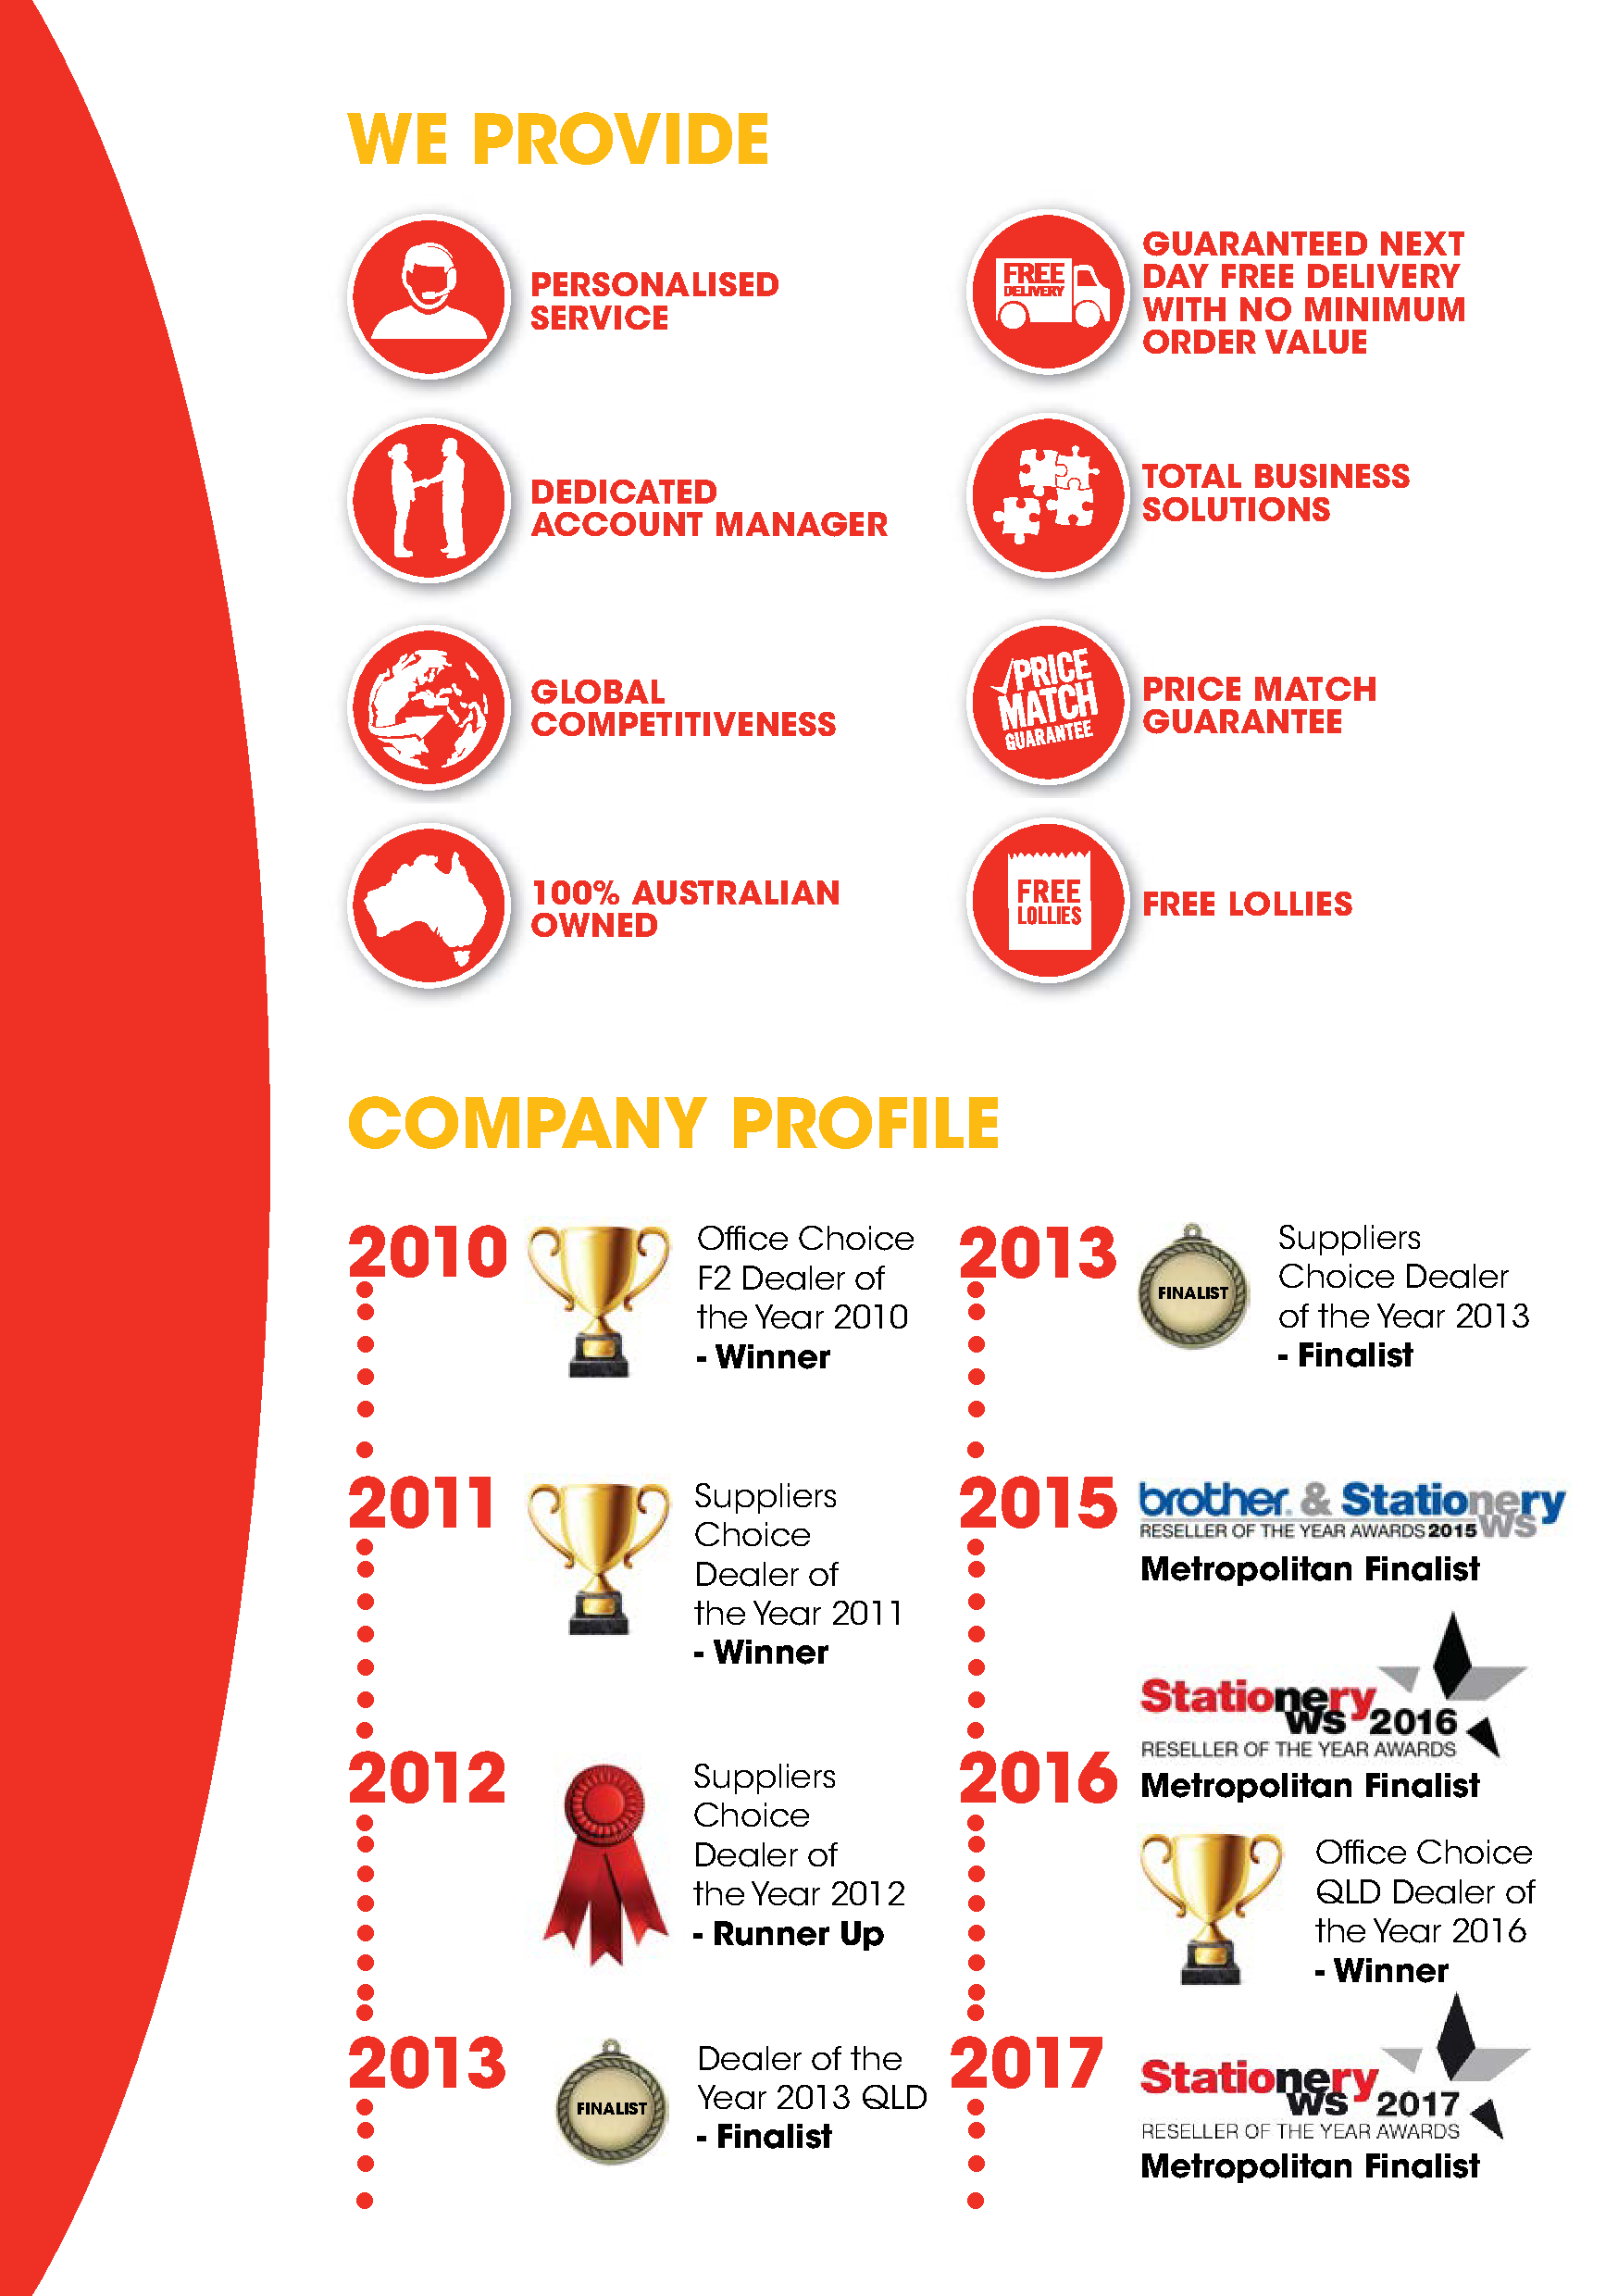 WE PROVIDE
PERSONALISED
SERVICE
FREE
DELIVERY
GUARANTEED NEXT
DAY FREE DELIVERY
WITH NO MINIMUM
ORDER VALUE
DEDICATED
ACCOUNT MANAGER
TOTAL BUSINESS
SOLUTIONS
GLOBAL
COMPETITIVENESS
PRICE
MATCH
GUARANTEE
PRICE MATCH
GUARANTEE
100% AUSTRALIAN
OWNED
FREE
LOLLIES
FREE LOLLIES
COMPANY PROFILE
2010
Office Choice
F2 Dealer of
the Year 2010
- Winner
2011
Suppliers
Choice
Dealer of
the Year 2011
- Winner
2012
Suppliers
Choice
Dealer of
the Year 2012
- Runner Up
2013
FINALIST
Dealer of the
Year 2013 QLD
- Finalist
2013
FINALIST
Suppliers
Choice Dealer
of the Year 2013
- Finalist
2015
brother & Stationery
WS
RESELLER OF THE YEAR AWARDS 2015
Metropolitan Finalist
2016
Stationery
WS 2016
RESELLER OF THE YEAR AWARDS
Metropolitan Finalist
Office Choice
QLD Dealer of
the Year 2016
- Winner
2017
Stationery
WS 2017
RESELLER OF THE YEAR AWARDS
Metropolitan Finalist